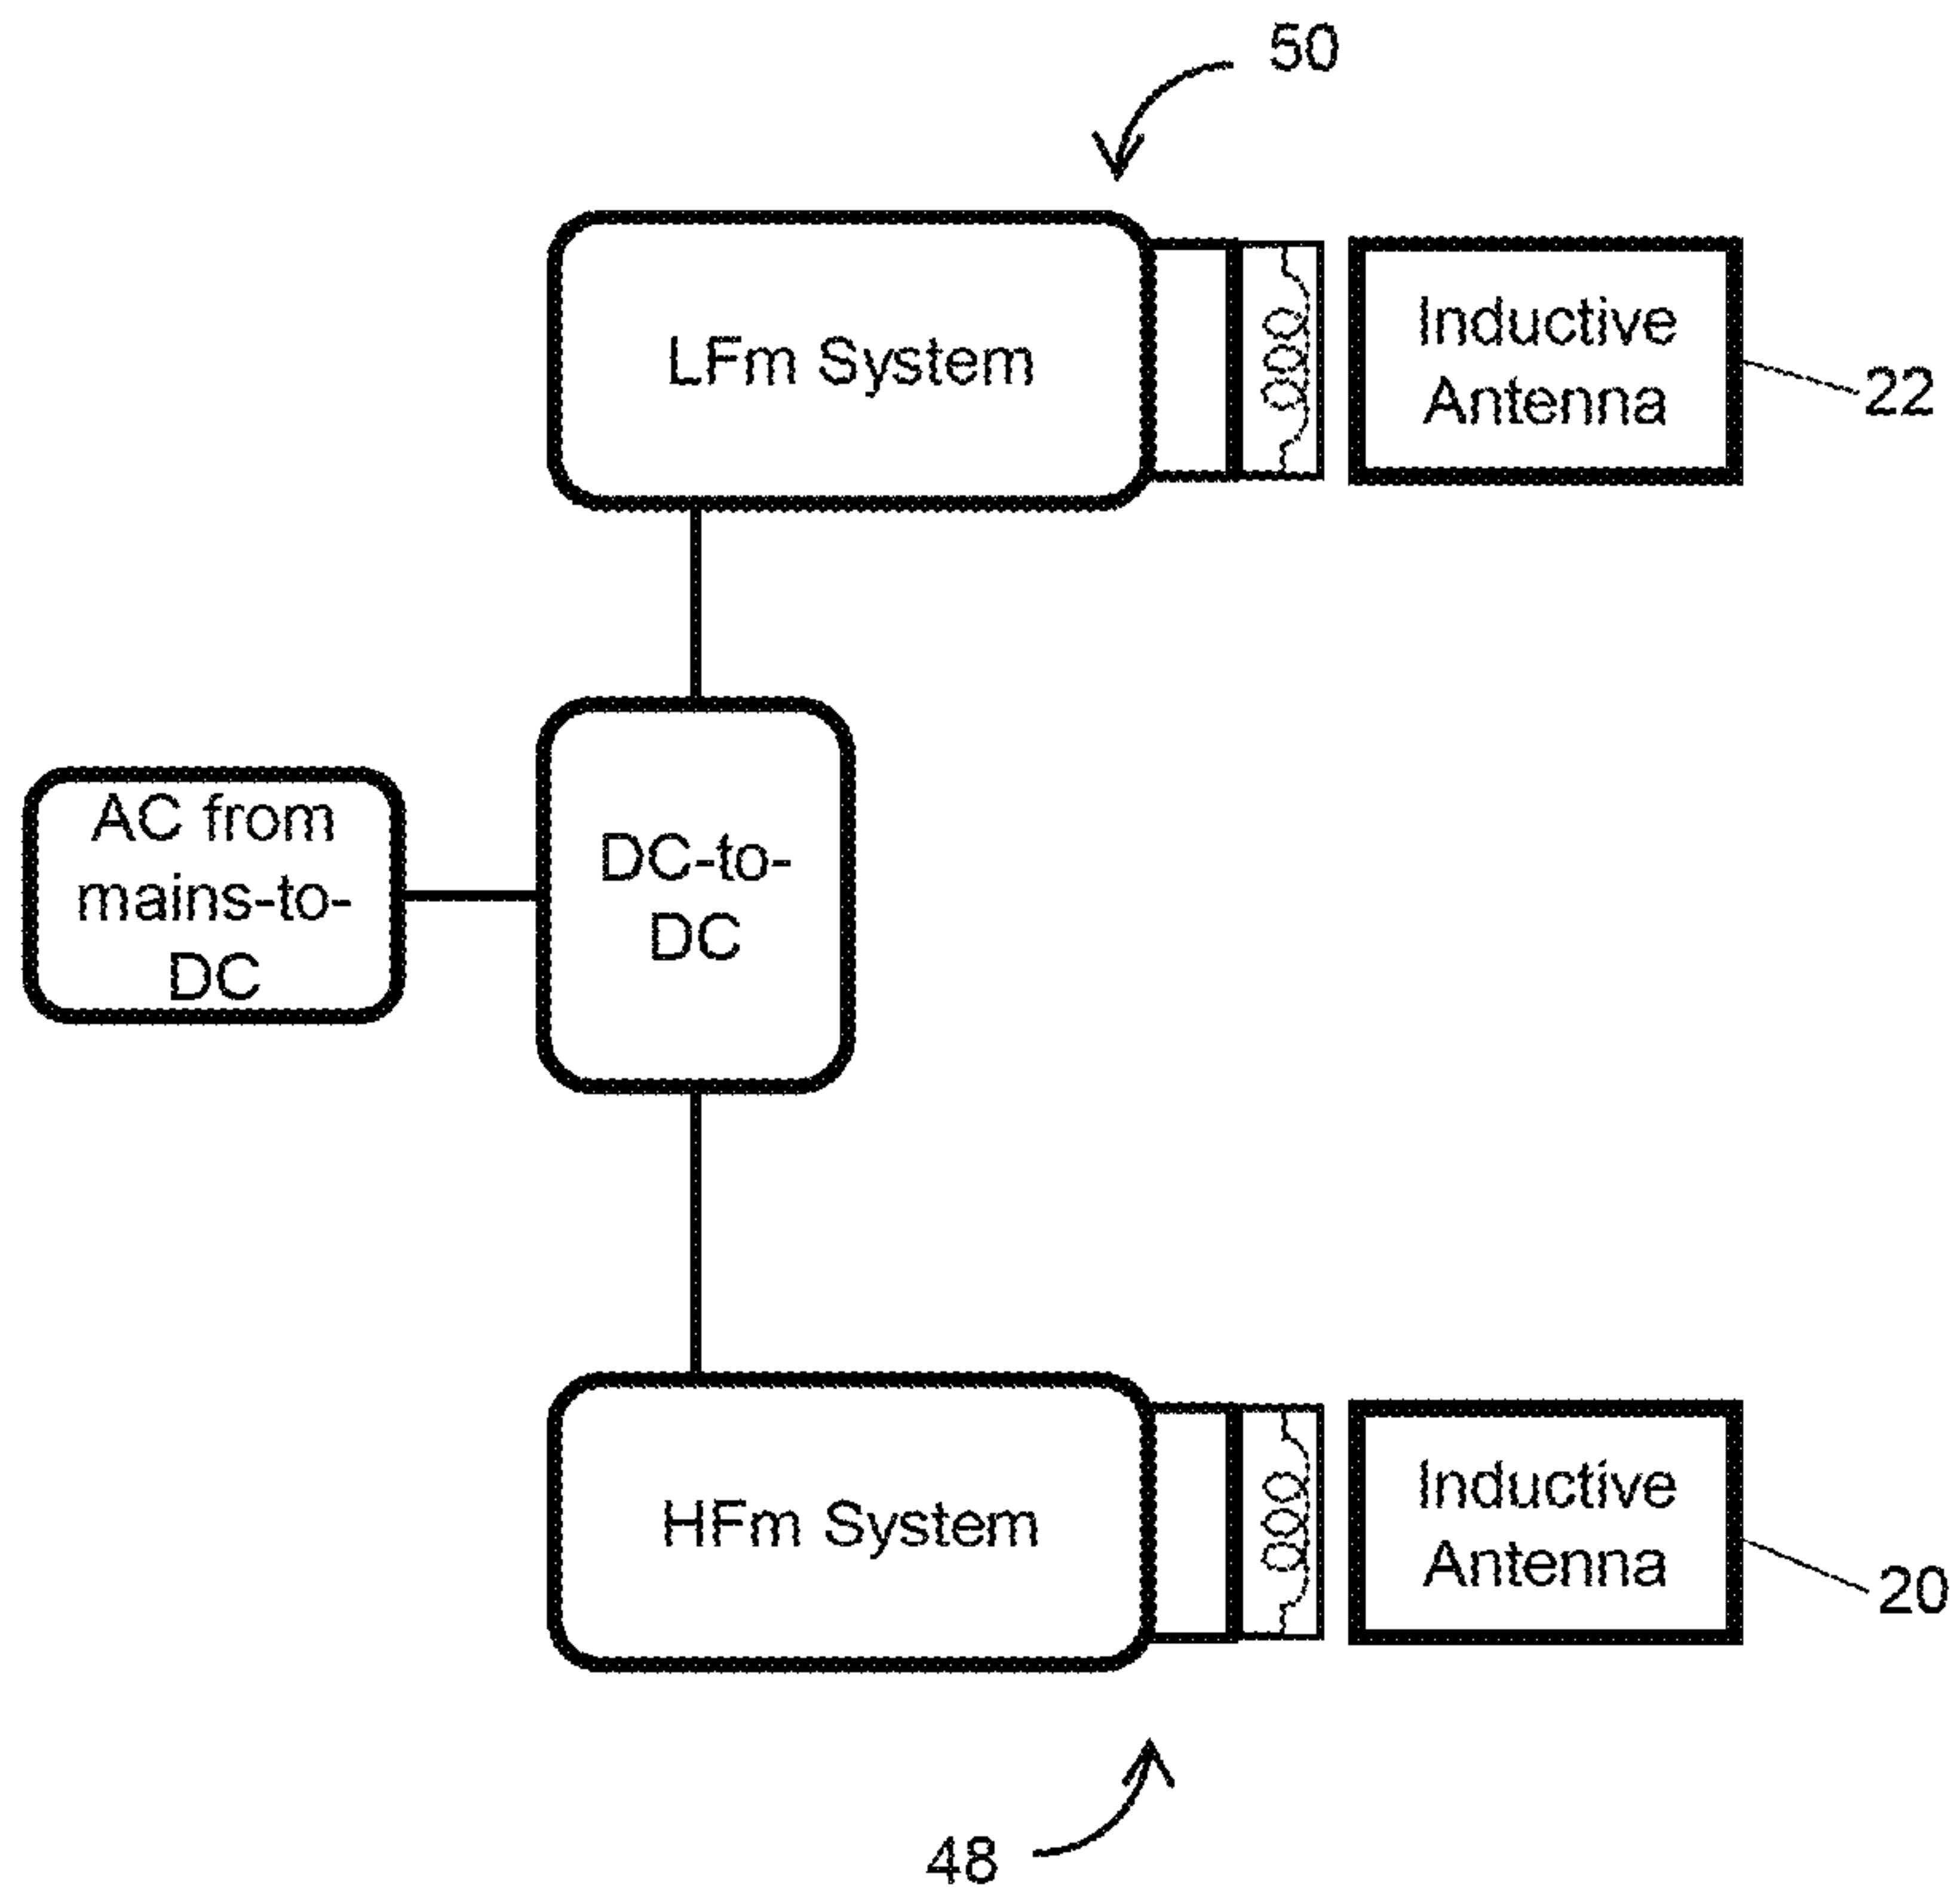 50
LFm System
Inductive
Antenna
22
AC from
mains-to-
DC
DC-to-
DC
HFm System
Inductive
Antenna
20
48